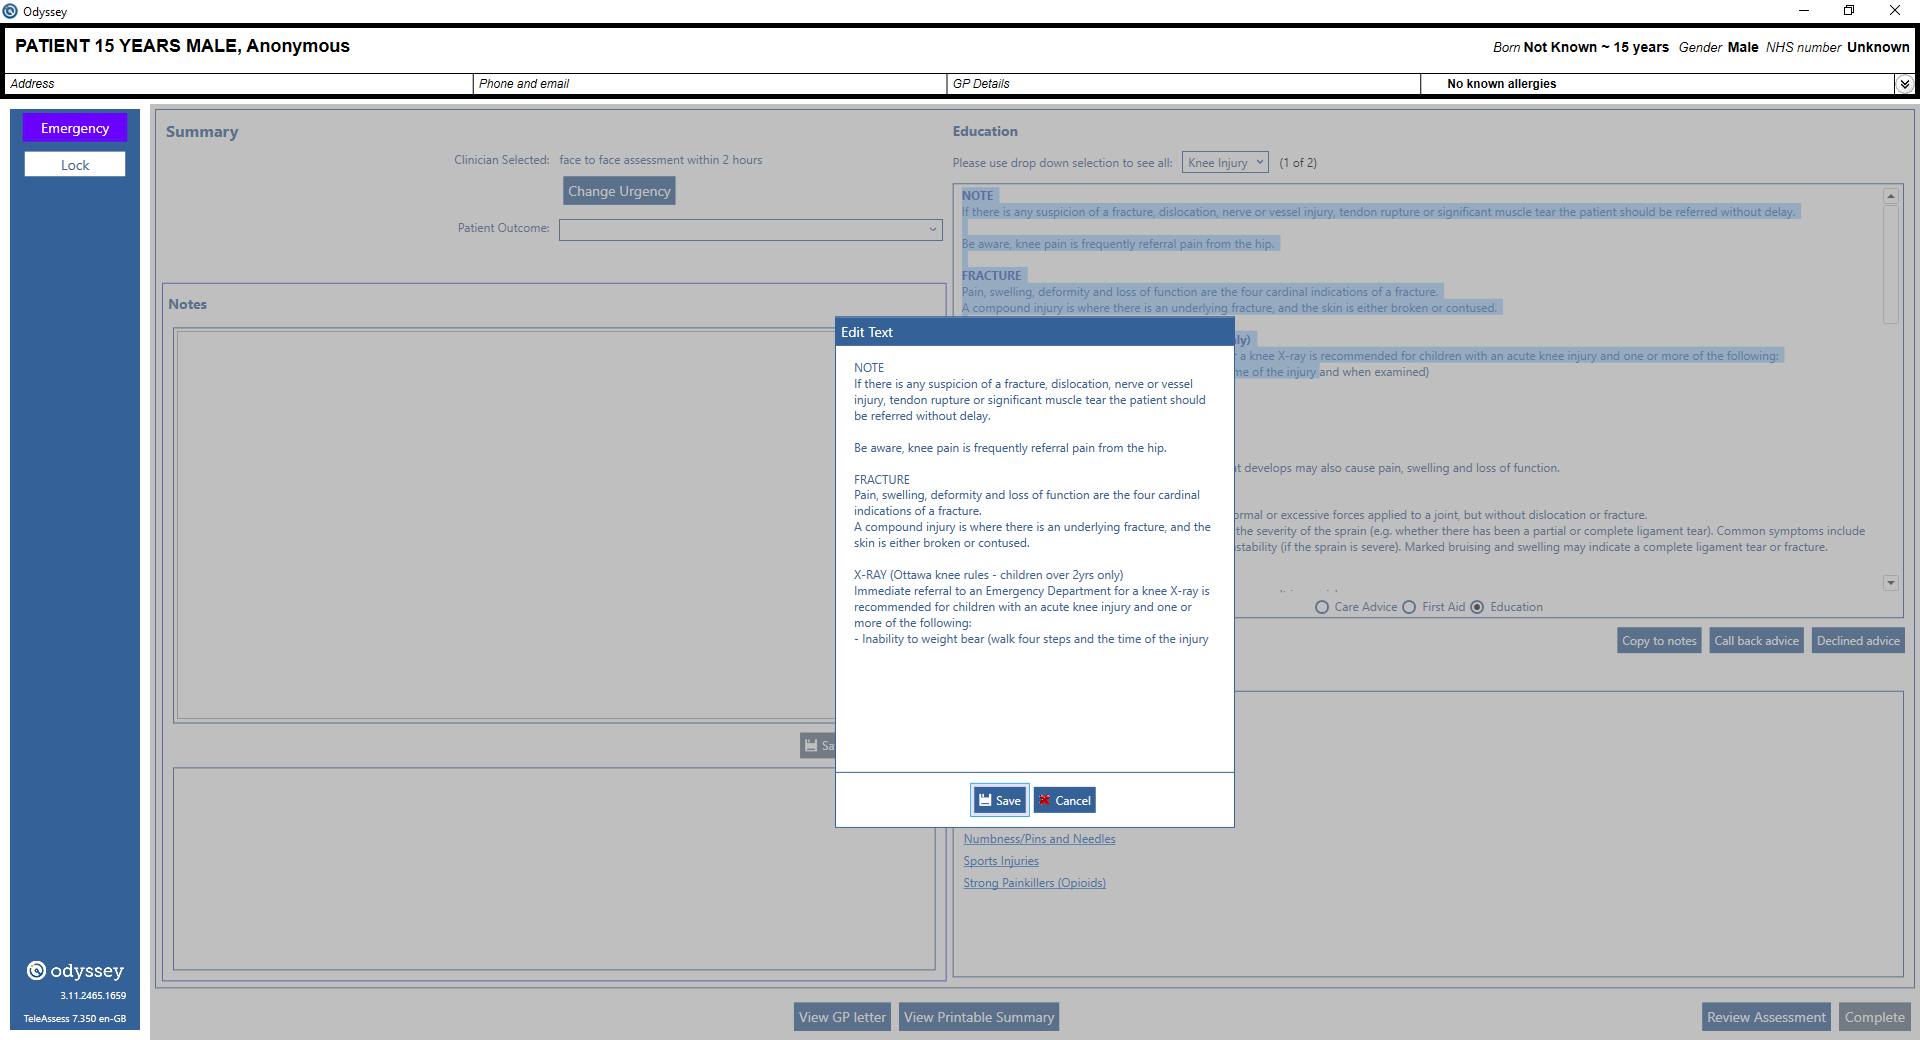 Odyssey
PATIENT 15 YEARS MALE, Anonymous
Born Not Known ~ 15 years Gender Male NHS number Unknown
Address
Phone and email
GP Details
No known allergies
Emergency
Lock
Summary
Clinician Selected: face to face assessment within 2 hours
Change Urgency
Patient Outcome:
Notes
Education
Please use drop down selection to see all: Knee Injury (1 of 2)
NOTE
If there is any suspicion of a fracture, dislocation, nerve or vessel injury, tendon rupture or significant muscle tear the patient should be referred without delay.
Be aware, knee pain is frequently referral pain from the hip.
FRACTURE
Pain, swelling, deformity and loss of function are the four cardinal indications of a fracture.
A compound injury is where there is an underlying fracture, and the skin is either broken or contused.
a knee X-ray is recommended for children with an acute knee injury and one or more of the following:
of the injury and when examined)
develops may also cause pain, swelling and loss of function.
or excessive forces applied to a joint, but without dislocation or fracture.
the severity of the sprain (e.g. whether there has been a partial or complete ligament tear). Common symptoms include
(if the sprain is severe). Marked bruising and swelling may indicate a complete ligament tear or fracture.
Care Advice First Aid Education
Copy to notes
Call back advice
Declined advice
Edit Text
NOTE
If there is any suspicion of a fracture, dislocation, nerve or vessel
injury, tendon rupture or significant muscle tear the patient should
be referred without delay.
Be aware, knee pain is frequently referral pain from the hip.
FRACTURE
Pain, swelling, deformity and loss of function are the four cardinal
indications of a fracture.
A compound injury is where there is an underlying fracture, and the
skin is either broken or contused.
X-RAY (Ottawa knee rules - children over 2yrs only)
Immediate referral to an Emergency Department for a knee X-ray is
recommended for children with an acute knee injury and one or
more of the following:
- Inability to weight bear (walk four steps and the time of the injury
Save
Cancel
Numbness/Pins and Needles
Sports Injuries
Strong Painkillers (Opioids)
odyssey
3.11.2465.1659
TeleAssess 7.350 en-GB
View GP letter
View Printable Summary
Review Assessment
Complete